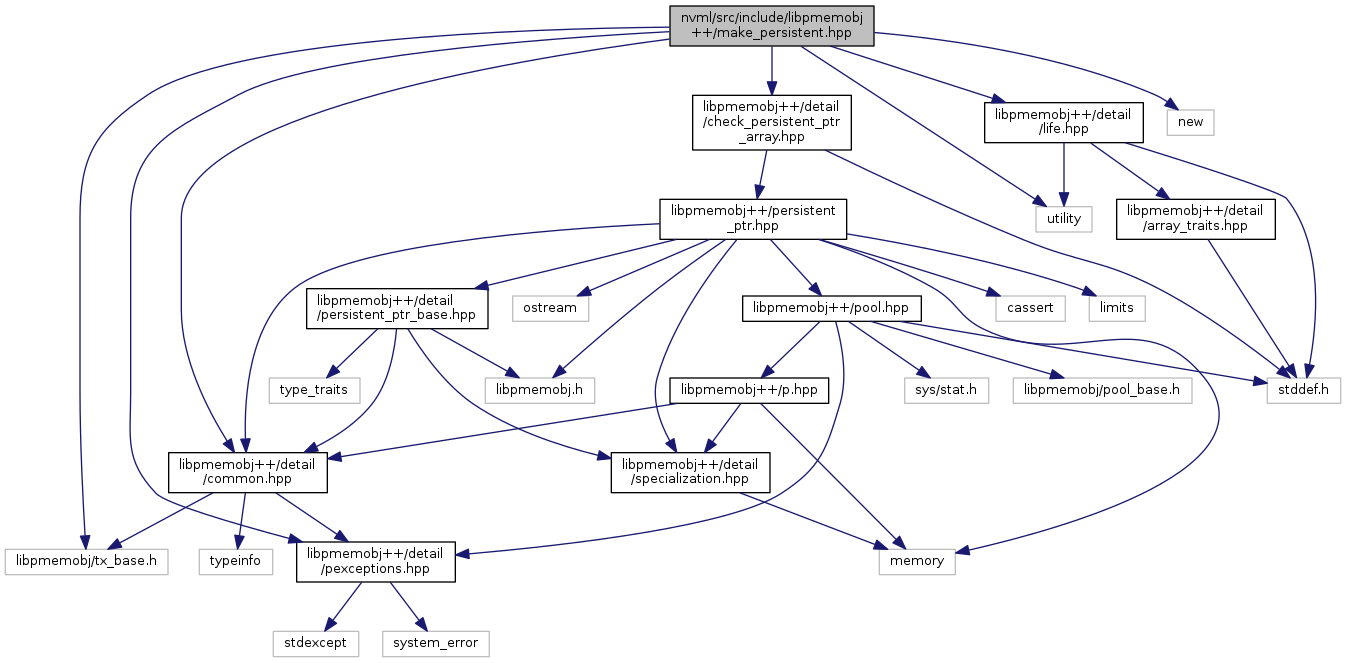 nvml/src/include/libpmemobj
++/make_persistent.hpp
libpmemobj++/detail
/check_persistent_ptr
_array.hpp
libpmemobj++/detail
/life.hpp
new
libpmemobj++/persistent
_ptr.hpp
utility
libpmemobj++/detail
/array_traits.hpp
libpmemobj++/detail
/persistent_ptr_base.hpp
ostream
libpmemobj++/pool.hpp
cassert
limits
type_traits
libpmemobj.h
libpmemobj++/p.hpp
sys/stat.h
libpmemobj/pool_base.h
stddef.h
libpmemobj++/detail
/common.hpp
libpmemobj++/detail
/specialization.hpp
libpmemobj/tx_base.h
typeinfo
libpmemobj++/detail
/pexceptions.hpp
memory
stdexcept
system_error